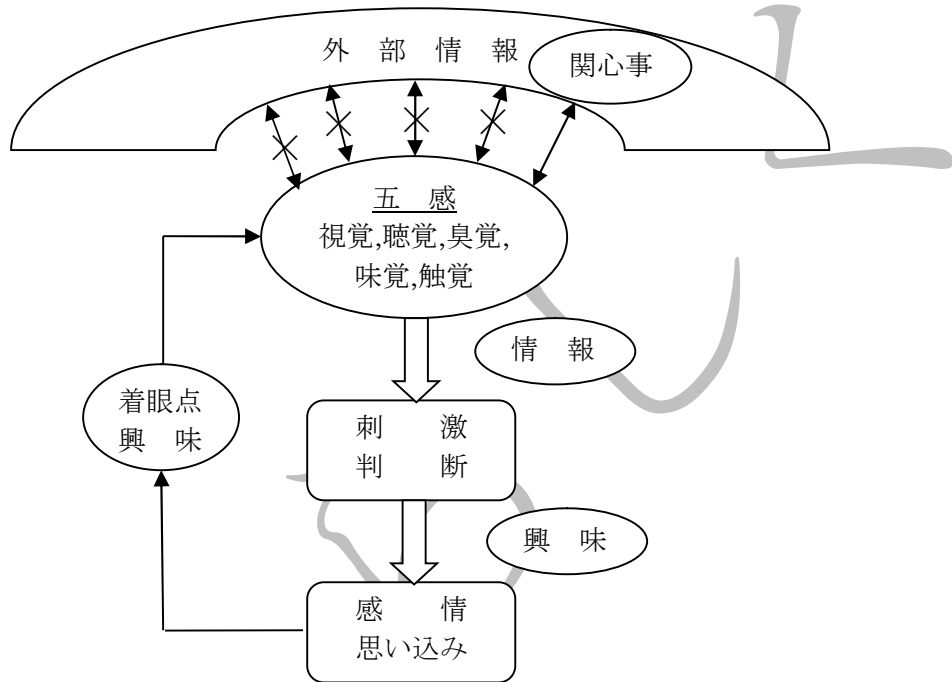 外　部　情　報
関心事
五　感
視覚,聴覚,臭覚,
味覚,触覚
情　報
着眼点
興　味
刺　　激
判　　断
興　味
感　　情
思い込み